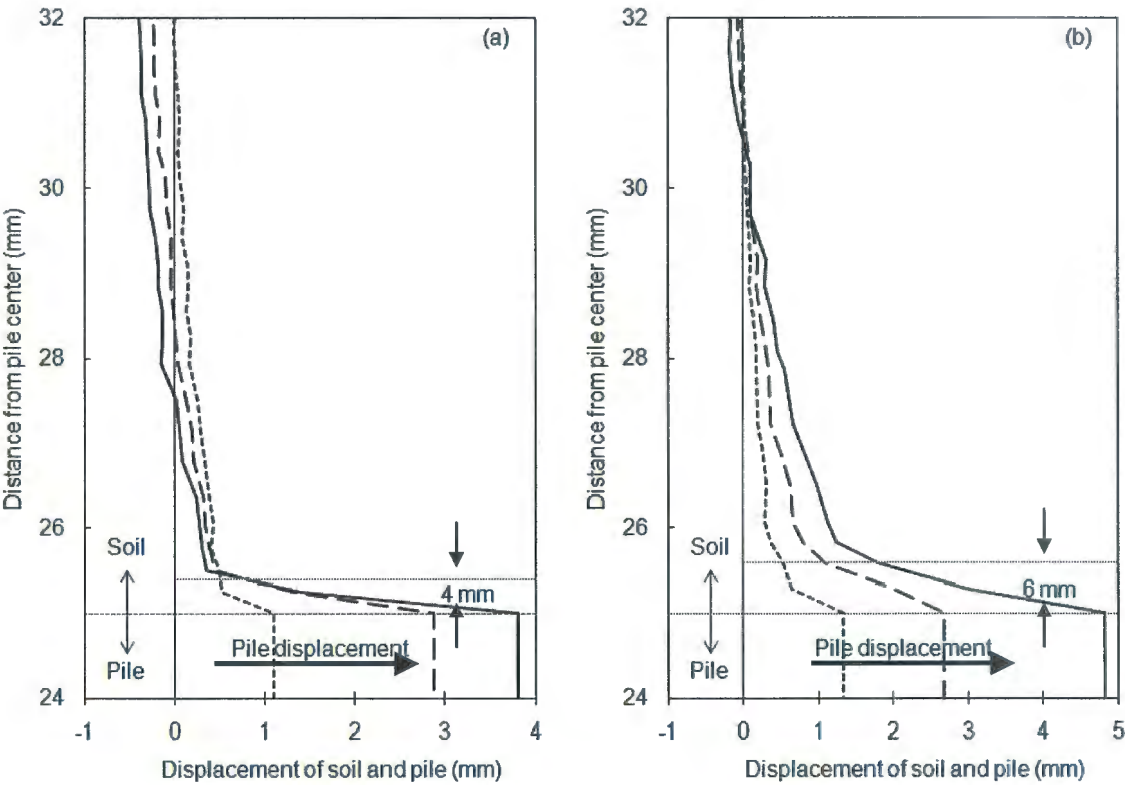 (a)
32
30
28
26
24
Distance from pile center (mm)
Soil
Pile
4 mm
Pile displacement
-1 0 1 2 3 4
Displacement of soil and pile (mm)
(b)
32
30
28
26
24
Distance from pile center (mm)
Soil
Pile
6 mm
Pile displacement
-1 0 1 2 3 4 5
Displacement of soil and pile (mm)